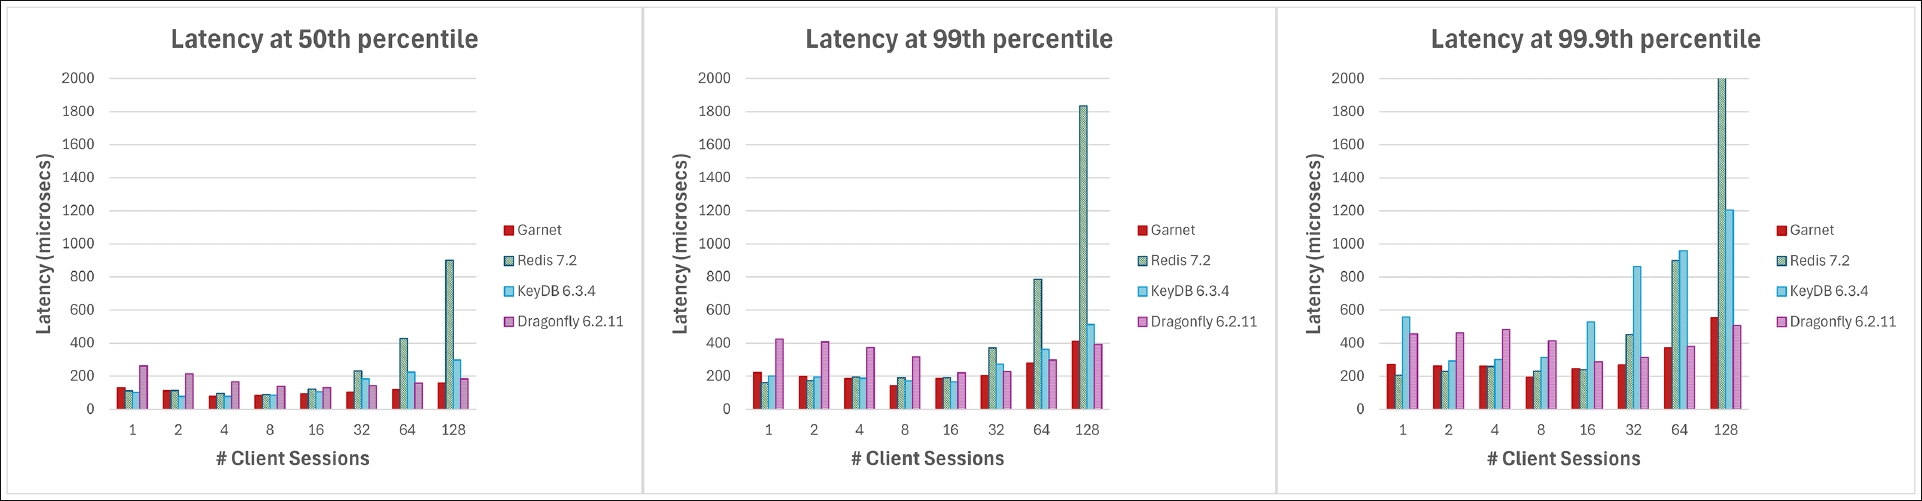 Latency at 50th percentile
2000
1800
1600
1400
1200
1000
800
600
400
200
0
Latency (microsecs)
1 2 4 8 16 32 64 128
# Client Sessions
Garnet
Redis 7.2
KeyDB 6.3.4
Dragonfly 6.2.11
Latency at 99th percentile
2000
1800
1600
1400
1200
1000
800
600
400
200
0
Latency (microsecs)
1 2 4 8 16 32 64 128
# Client Sessions
Garnet
Redis 7.2
KeyDB 6.3.4
Dragonfly 6.2.11
Latency at 99.9th percentile
2000
1800
1600
1400
1200
1000
800
600
400
200
0
Latency (microsecs)
1 2 4 8 16 32 64 128
# Client Sessions
Garnet
Redis 7.2
KeyDB 6.3.4
Dragonfly 6.2.11